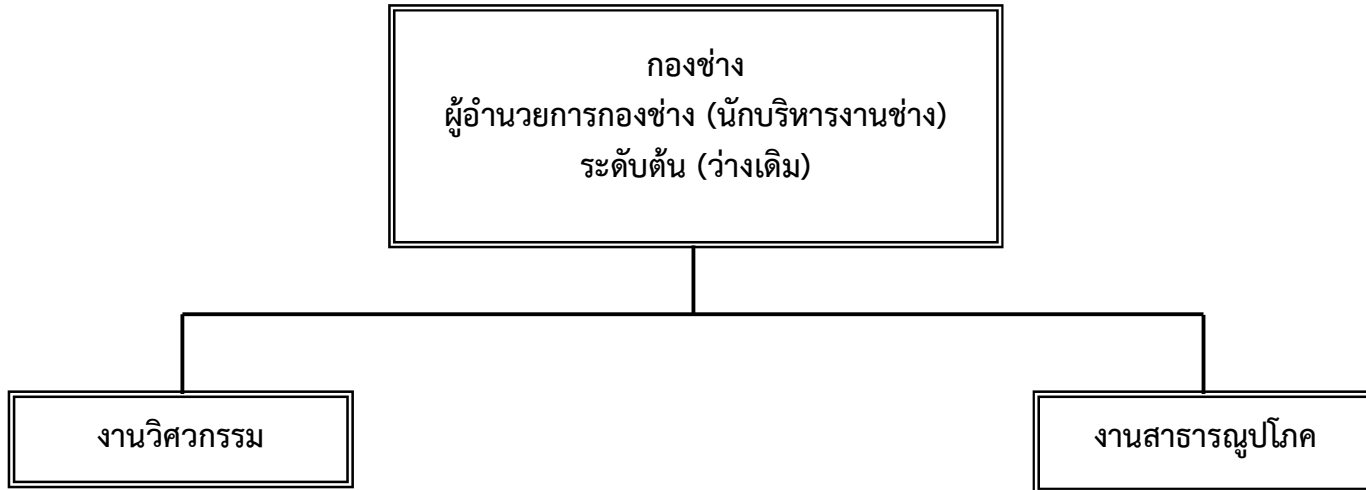 กองช่าง
ผู้อำนวยการกองช่าง (นักบริหารงานช่าง)
ระดับต้น (ว่างเดิม)
งานวิศวกรรม
งานสาธารณูปโภค